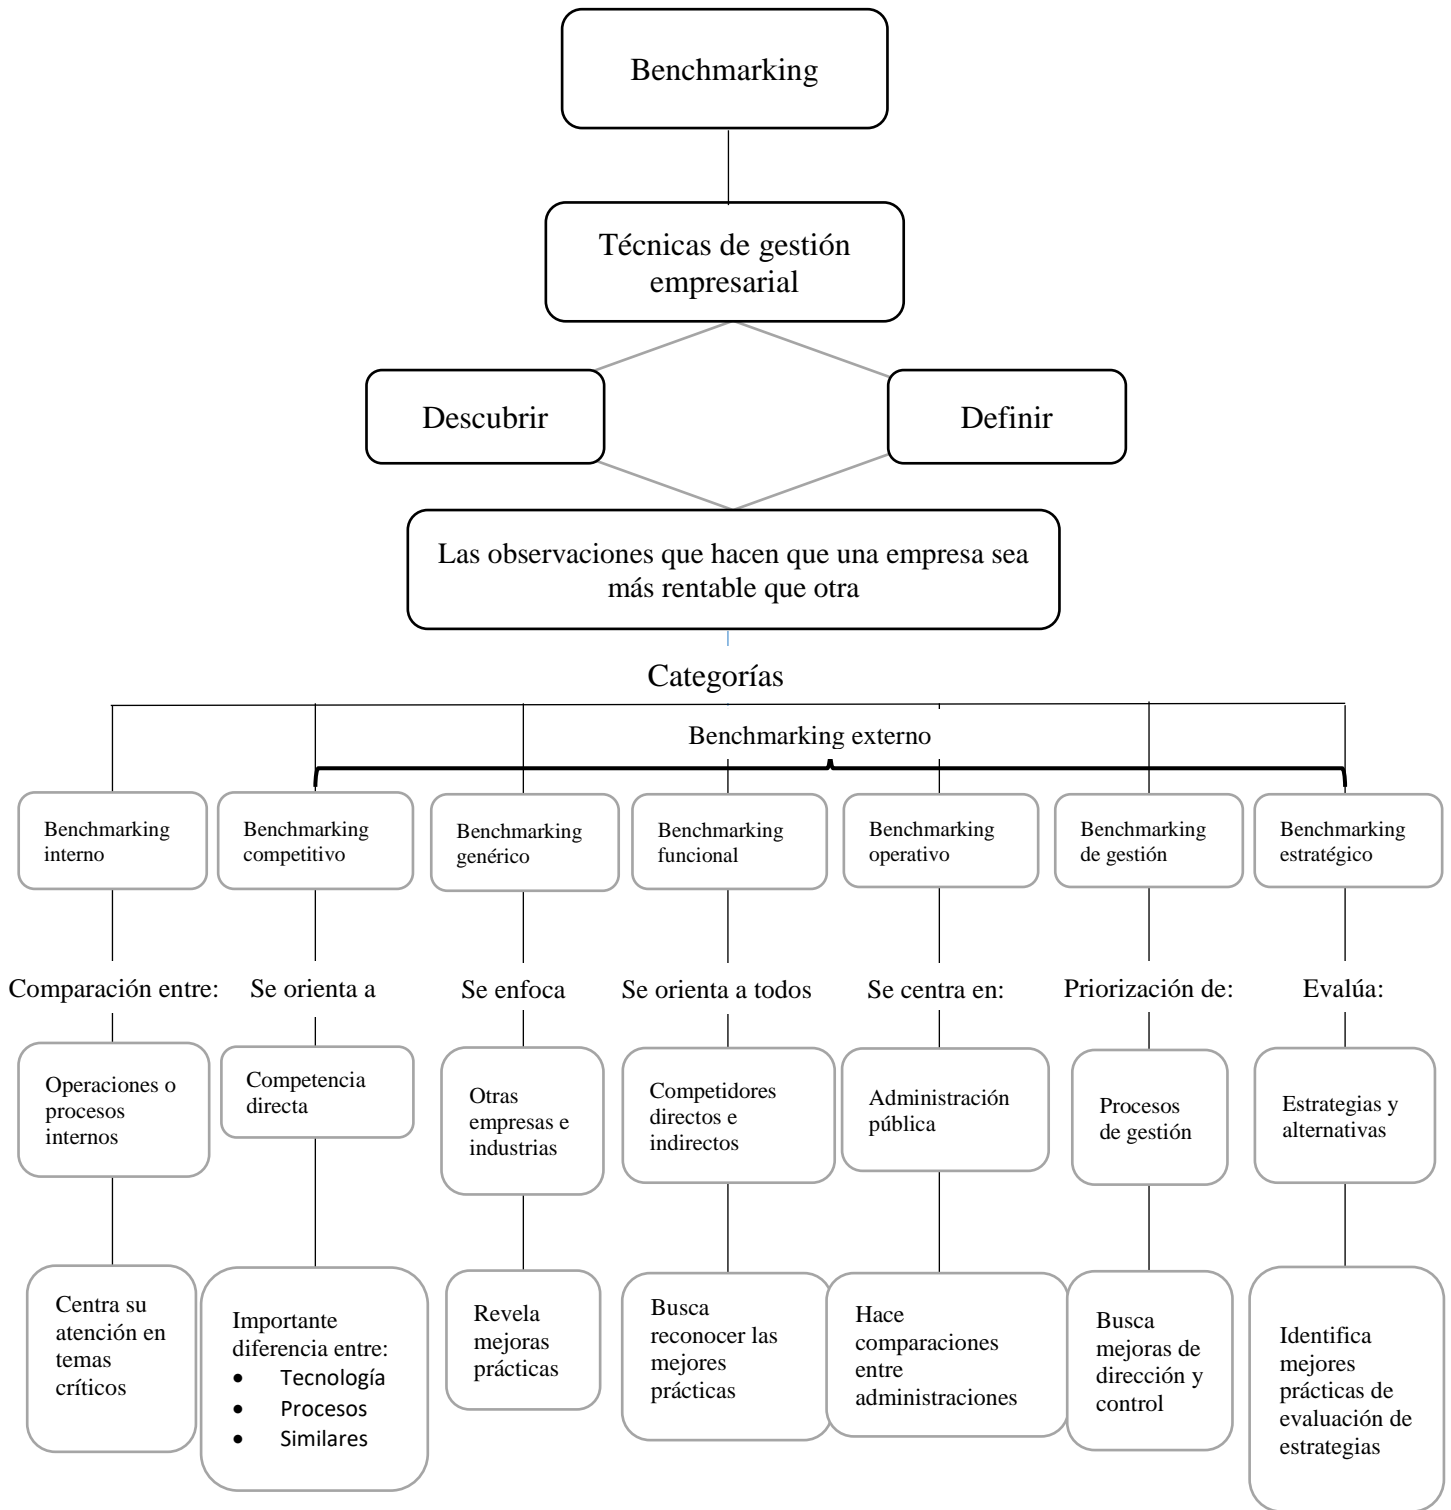 Benchmarking
Técnicas de gestión
empresarial
Descubrir
Definir
Las observaciones que hacen que una empresa sea
más rentable que otra
Categorías
Benchmarking externo
Benchmarking
interno
Benchmarking
competitivo
Benchmarking
genérico
Benchmarking
funcional
Benchmarking
operativo
Benchmarking
de gestión
Benchmarking
estratégico
Comparación entre:
Se orienta a
Se enfoca
Se orienta a todos
Se centra en:
Priorización de:
Evalúa:
Operaciones o
procesos
internos
Competencia
directa
Otras
empresas e
industrias
Competidores
directos e
indirectos
Administración
pública
Procesos
de gestión
Estrategias y
alternativas
Centra su
atención en
temas
críticos
Importante
diferencia entre:
• Tecnología
• Procesos
• Similares
Revela
mejoras
prácticas
Busca
reconocer las
mejores
prácticas
Hace
comparaciones
entre
administraciones
Busca
mejoras de
dirección y
control
Identifica
mejores
prácticas de
evaluación de
estrategias